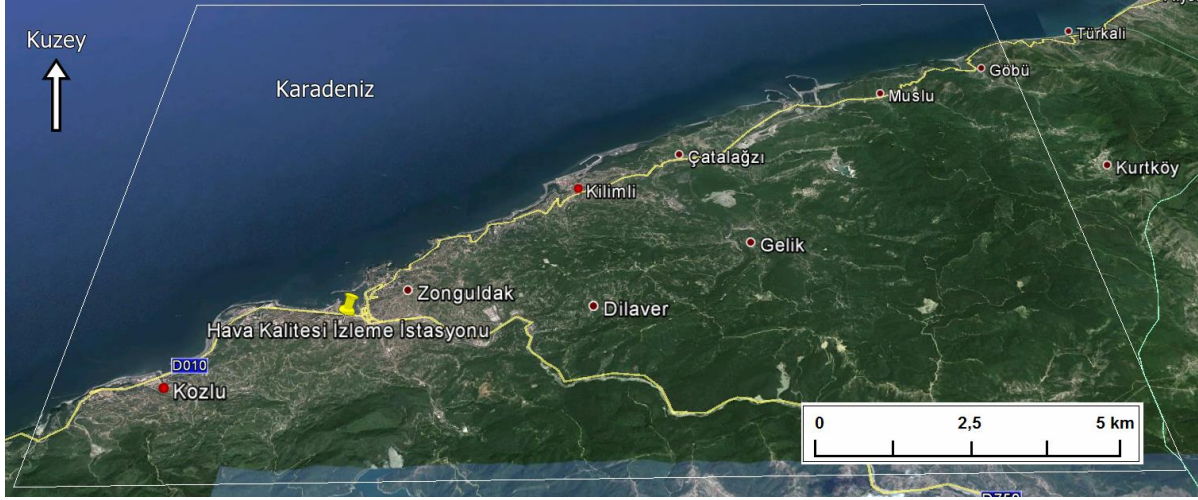 Kuzey
Karadeniz
Türkali
Göbü
Muslu
Çatalağzı
Kurtköy
Kilimli
Gelik
Zonguldak
Dilaver
Hava Kalitesi İzleme İstasyonu
D010
Kozlu
0 2,5 5 km
D750